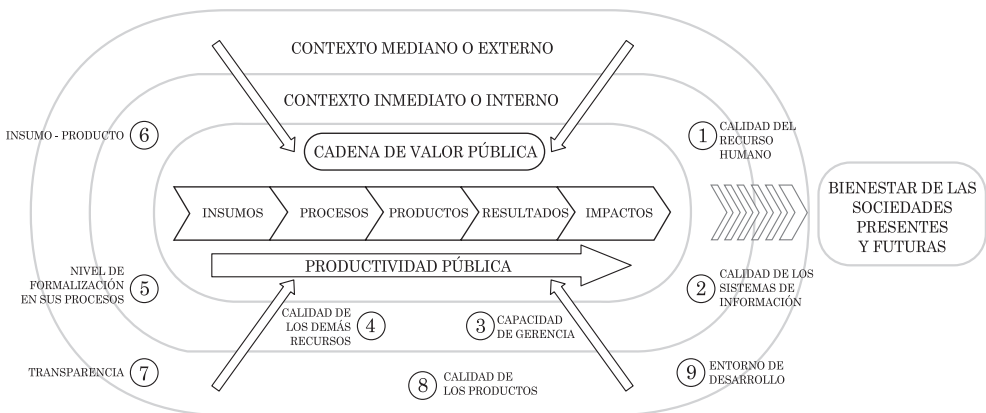 CONTEXTO MEDIANO O EXTERNO
CONTEXTO INMEDIATO O INTERNO
INSUMO - PRODUCTO 6
1 CALIDAD DEL
RECURSO
HUMANO
CADENA DE VALOR PÚBLICA
INSUMOS PROCESOS PRODUCTOS RESULTADOS IMPACTOS
BIENESTAR DE LAS
SOCIEDADES
PRESENTES
Y FUTURAS
PRODUCTIVIDAD PÚBLICA
NIVEL DE
FORMALIZACIÓN
EN SUS PROCESOS
5
2 CALIDAD DE LOS
SISTEMAS DE
INFORMACIÓN
CALIDAD DE
LOS DEMÁS
RECURSOS
4
3 CAPACIDAD
DE GERENCIA
TRANSPARENCIA 7
8 CALIDAD DE
LOS PRODUCTOS
9 ENTORNO DE
DESARROLLO